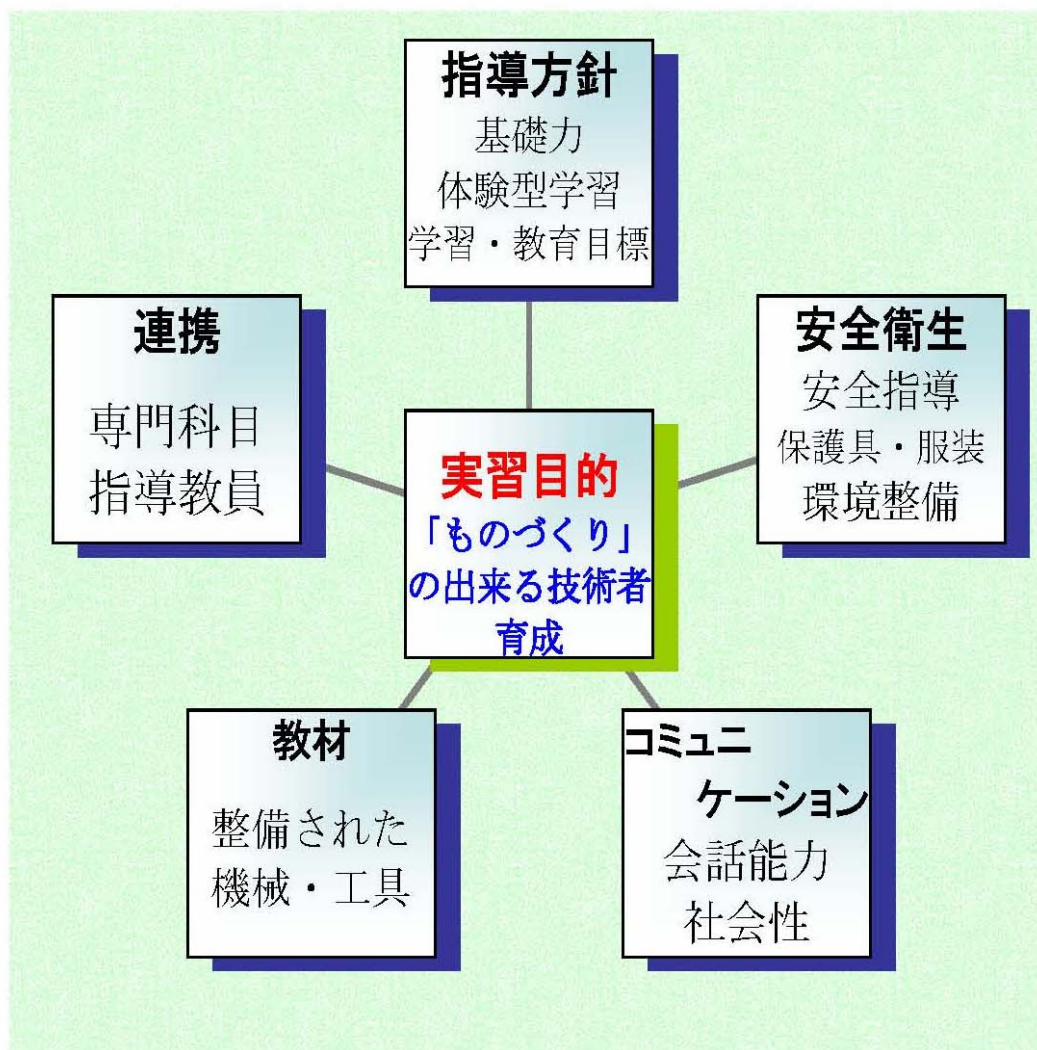 指導方針
基礎力
体験型学習
学習・教育目標
連携
専門科目
指導教員
安全衛生
安全指導
保護具・服装
環境整備
実習目的
「ものづくり」
の出来る技術者
育成
教材
整備された
機械・工具
コミュニ
ケーション
会話能力
社会性